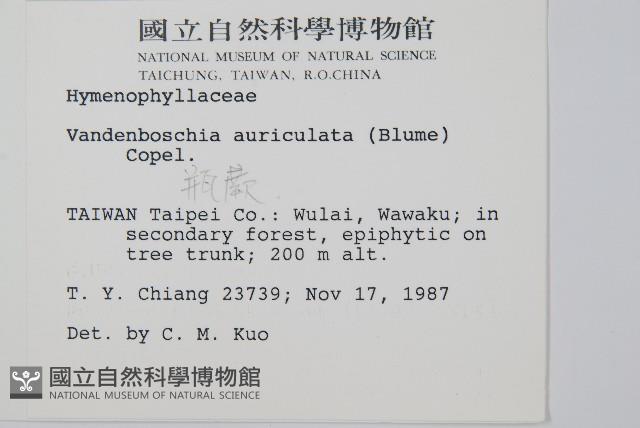 國立自然科學博物館
NATIONAL MUSEUM OF NATURAL SCIENCE
TAICHUNG, TAIWAN, R.O.CHINA
Hymenophyllaceae
Vandenboschia auriculata (Blume)
Copel.
瓶蕨.
TAIWAN Taipei Co.: Wulai, Wawaku; in
secondary forest, epiphytic on
tree trunk; 200 m alt.
T. Y. Chiang 23739; Nov 17, 1987
Det. by C. M. Kuo
國立自然科學博物館
NATIONAL MUSEUM OF NATURAL SCIENCE